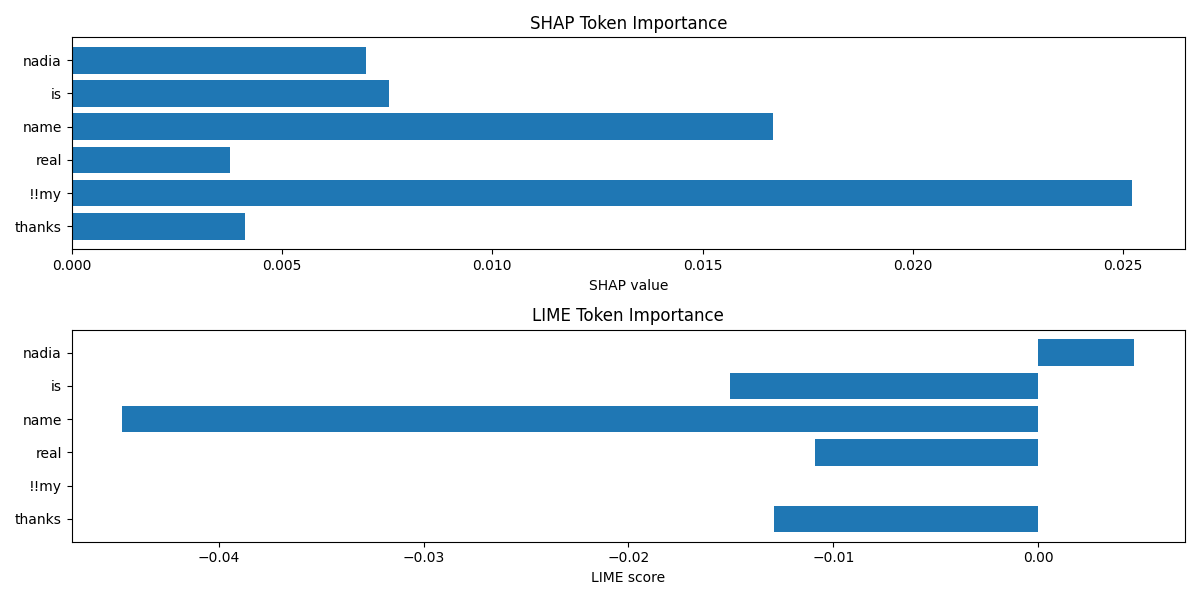 SHAP Token Importance
nadia
is
name
real
!!my
thanks
0.000 0.005 0.010 0.015 0.020 0.025
SHAP value
LIME Token Importance
nadia
is
name
real
!!my
thanks
−0.04 −0.03 −0.02 −0.01 0.00
LIME score